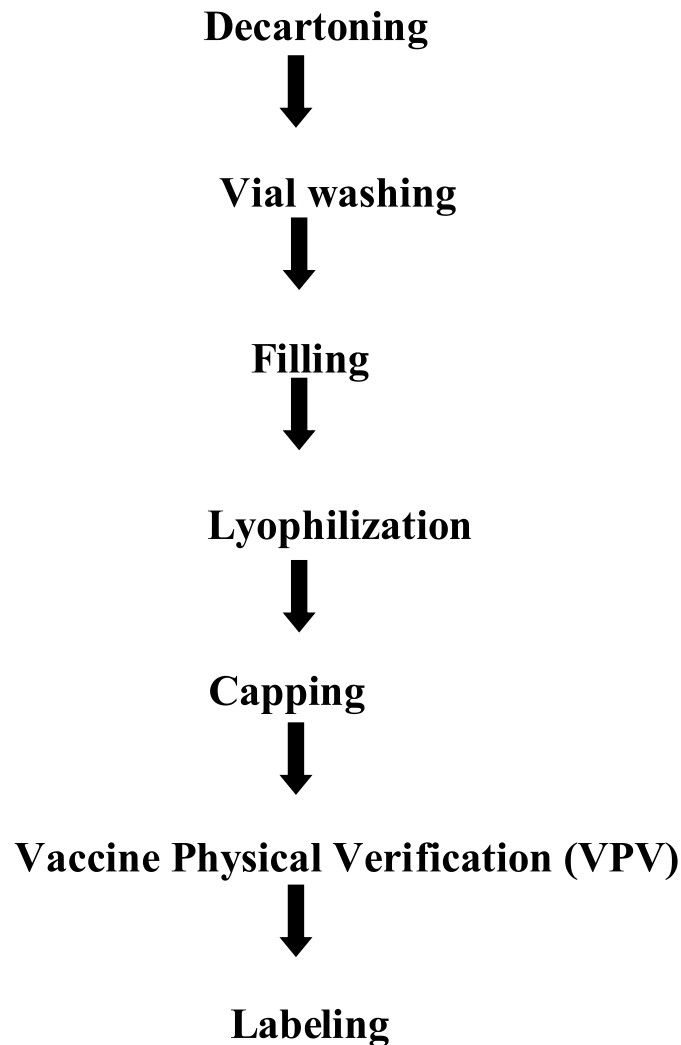 Decartoning
Vial washing
Filling
Lyophilization
Capping
Vaccine Physical Verification (VPV)
Labeling